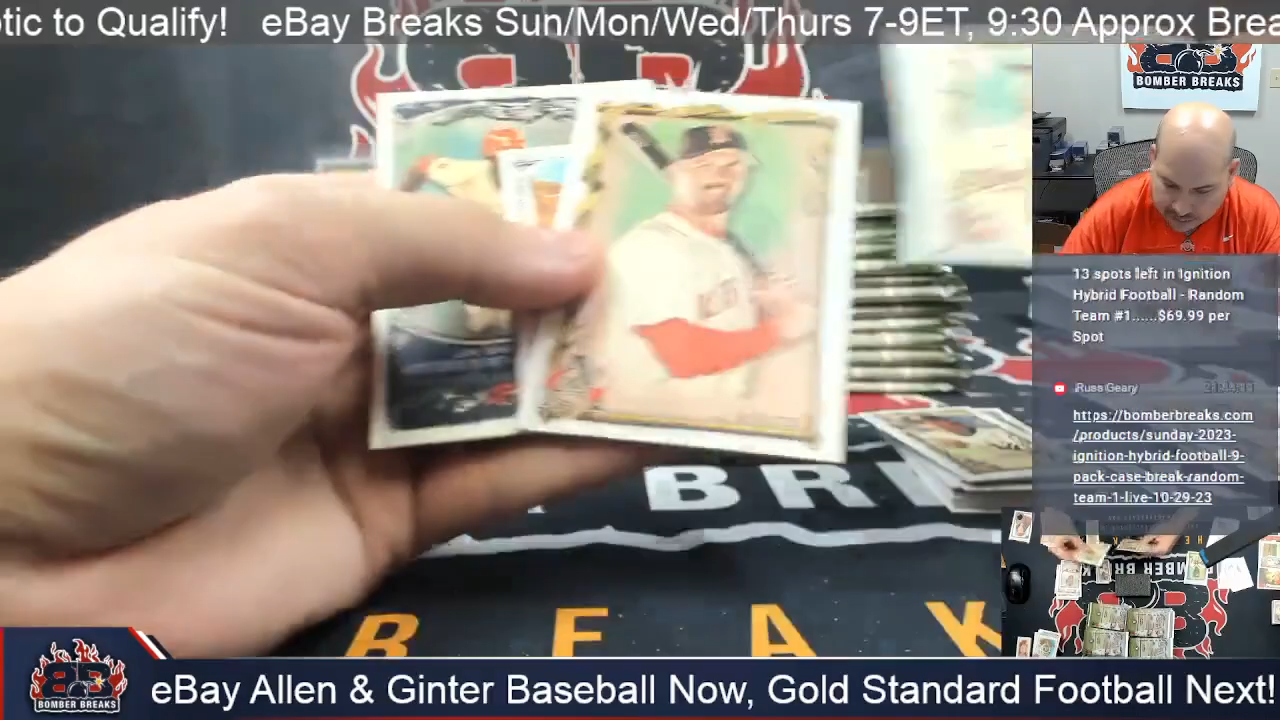 tic to Qualify!   eBay Breaks Sun/Mon/Wed/Thurs 7-9ET, 9:30 Approx Brea
BOMBER BREAKS
13 spots left in Ignition
Hybrid Football - Random
Team #1......$69.99 per
Spot
Russ Geary
https://bomberbreaks.com
/products/sunday-2023-
ignition-hybrid-football-9-
pack-case-break-random-
team-1-live-10-29-23
BR
B E A K
BOMBER BREAKS
eBay Allen & Ginter Baseball Now, Gold Standard Football Next!